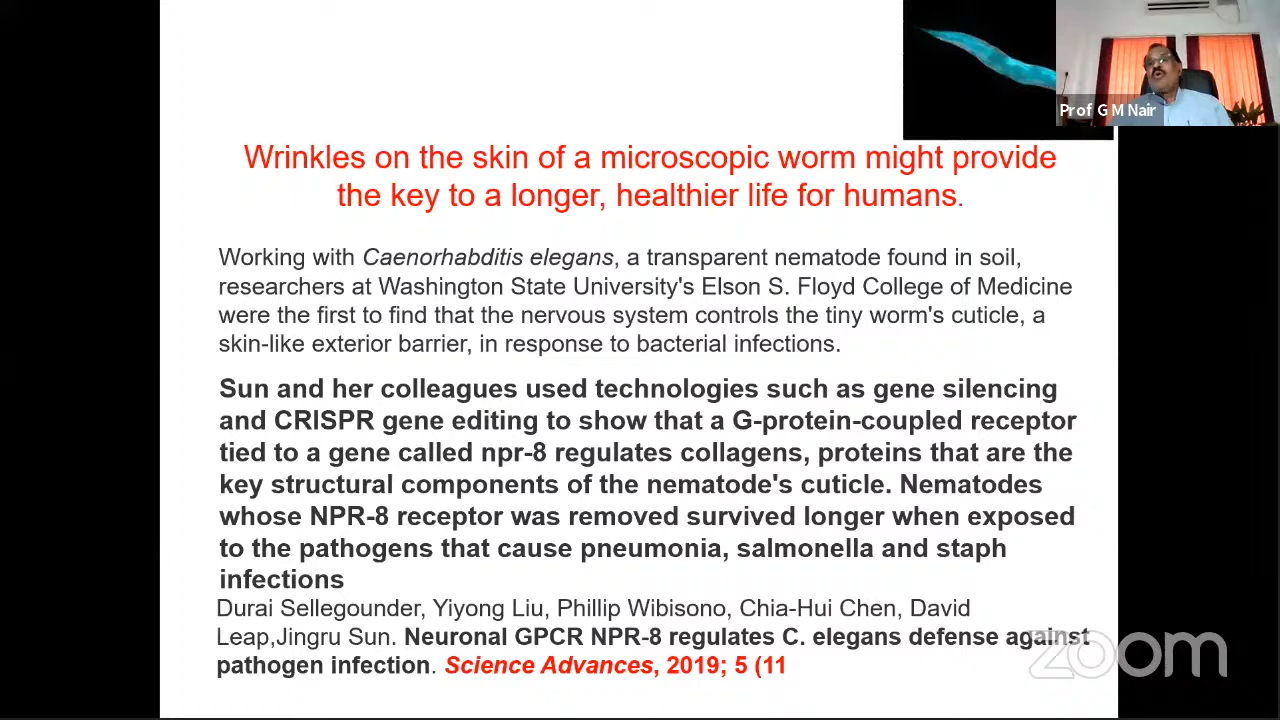 Prof G M Nair
Wrinkles on the skin of a microscopic worm might provide
the key to a longer, healthier life for humans.
Working with Caenorhabditis elegans, a transparent nematode found in soil,
researchers at Washington State University's Elson S. Floyd College of Medicine
were the first to find that the nervous system controls the tiny worm's cuticle, a
skin-like exterior barrier, in response to bacterial infections.
Sun and her colleagues used technologies such as gene silencing
and CRISPR gene editing to show that a G-protein-coupled receptor
tied to a gene called npr-8 regulates collagens, proteins that are the
key structural components of the nematode's cuticle. Nematodes
whose NPR-8 receptor was removed survived longer when exposed
to the pathogens that cause pneumonia, salmonella and staph
infections
Durai Sellegounder, Yiyong Liu, Phillip Wibisono, Chia-Hui Chen, David
Leap,Jingru Sun. Neuronal GPCR NPR-8 regulates C. elegans defense against
pathogen infection. Science Advances, 2019; 5 (11
zoom